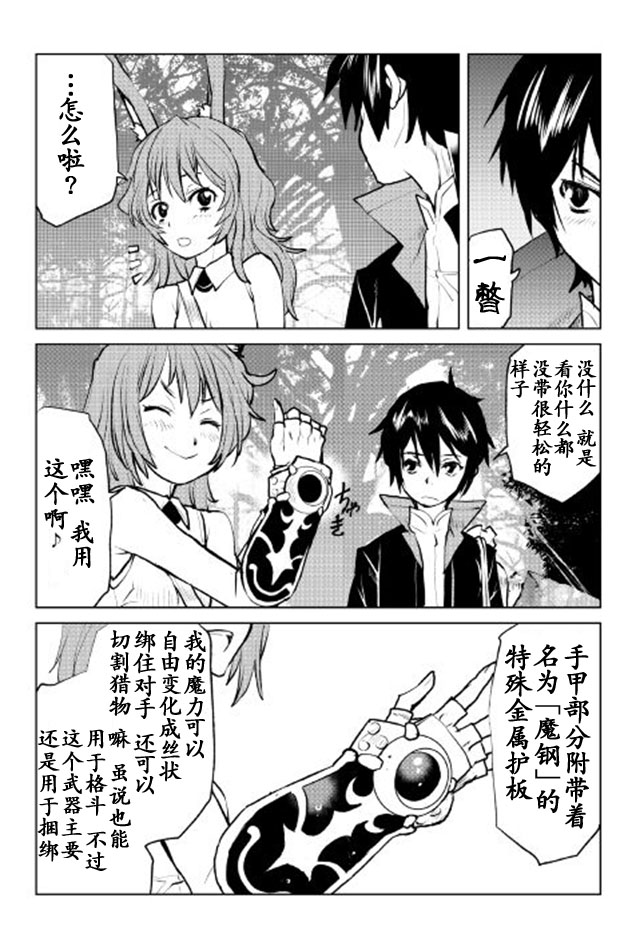 一瞥
…怎么啦？
没什么 就是
看你什么都
没带很轻松的
样子
ちゃき
嘿嘿 我用
这个啊♪
手甲部分附带着
名为「魔钢」的
特殊金属护板
我的魔力可以
自由变化成丝状
绑住对手 还可以
切割猎物
嘛 虽说也能
用于格斗 不过
这个武器主要
还是用于捆绑